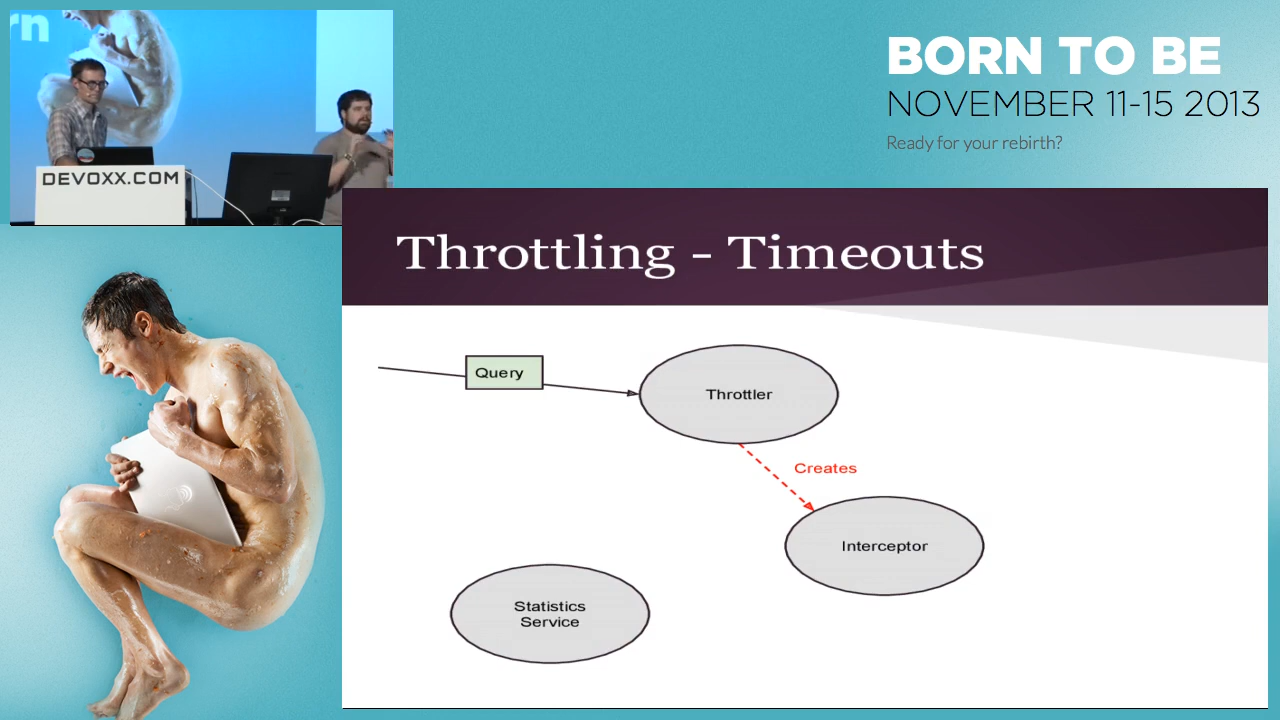 rn
DEVOXX.COM
BORN TO BE
NOVEMBER 11-15 2013
Ready for your rebirth?
Throttling - Timeouts
Query
Throttler
Creates
Interceptor
Statistics
Service